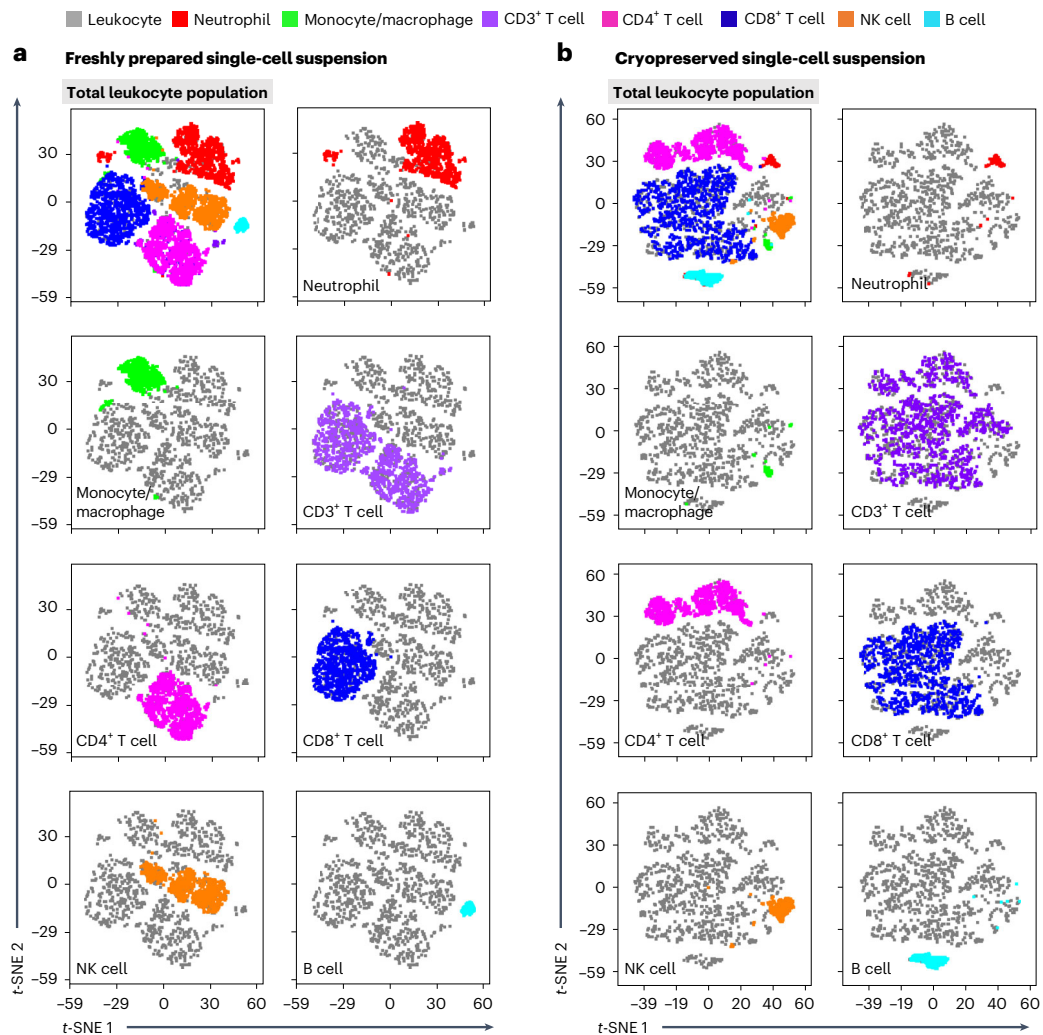 Leukocyte Neutrophil Monocyte/macrophage CD3⁺ T cell CD4⁺ T cell CD8⁺ T cell NK cell B cell
a Freshly prepared single-cell suspension
Total leukocyte population
30
0
−29
−59
Neutrophil
30
0
−29
−59
Monocyte/
macrophage
CD3⁺ T cell
30
0
−29
−59
CD4⁺ T cell
CD8⁺ T cell
30
0
−29
−59
NK cell
B cell
−59 −29 0 30 60
−59 −29 0 30 60
t-SNE 2
t-SNE 1
b Cryopreserved single-cell suspension
Total leukocyte population
60
30
0
−29
−59
Neutrophil
60
30
0
−29
−59
Monocyte/
macrophage
CD3⁺ T cell
60
30
0
−29
−59
CD4⁺ T cell
CD8⁺ T cell
60
30
0
−29
−59
NK cell
B cell
−39 −19 0 20 40 60
−39 −19 0 20 40 60
t-SNE 2
t-SNE 1